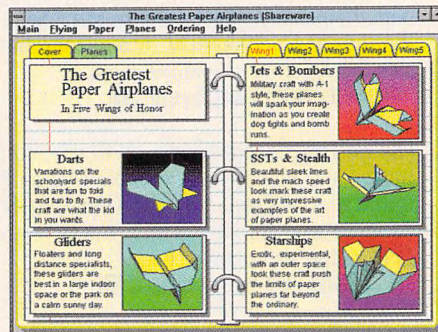 The Greatest Paper Airplanes (Shareware)
Main Flying Paper Planes Ordering Help
Cover Planes
Wing1 Wing2 Wing3 Wing4 Wing5
The Greatest
Paper Airplanes
In Five Wings of Honor
Darts
Variations on the
schoolyard specials
that are fun to fold
and fun to fly. These
craft are what the kid
in you wants.
Gliders
Floaters and long
distance specialists,
these gliders are
best in a large indoor
space or the park on
a calm sunny day.
Jets & Bombers
Military craft with A-1
style, these planes
will spark your imag-
ination as you create
dog fights and bomb
runs.
SSTs & Stealth
Beautiful sleek lines
and the mach speed
look mark these craft
as very impressive
examples of the art
of paper planes.
Starships
Exotic, experimental,
with an outer space
look these craft push
the limits of paper
planes far beyond
the ordinary.